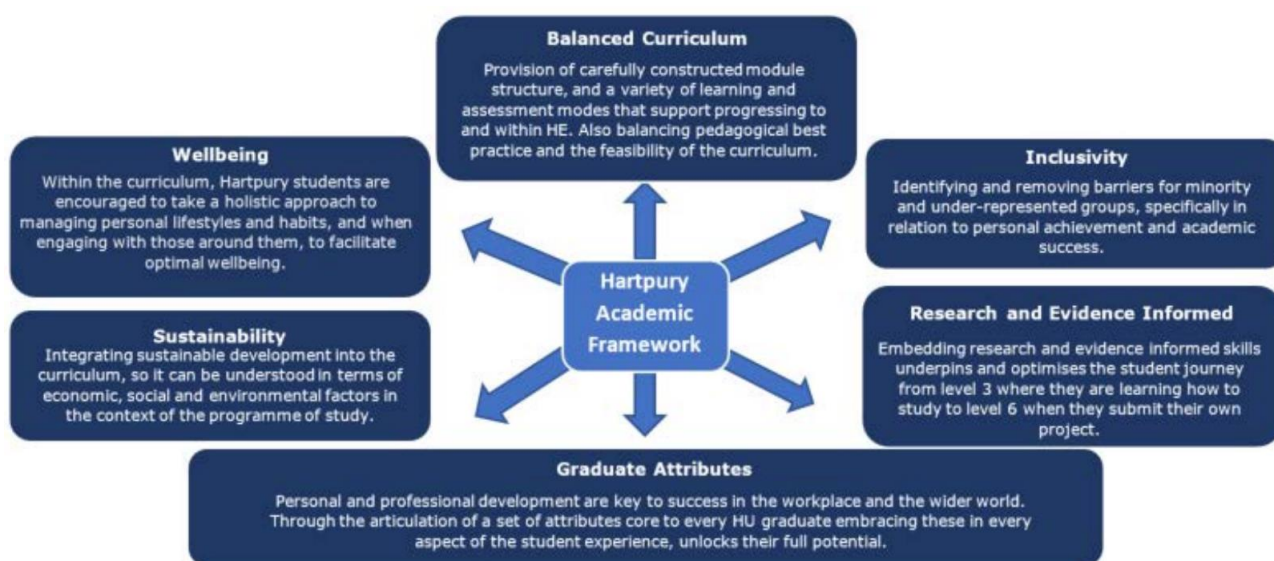 Balanced Curriculum
Provision of carefully constructed module
structure, and a variety of learning and
assessment modes that support progressing to
and within HE. Also balancing pedagogical best
practice and the feasibility of the curriculum.
Wellbeing
Within the curriculum, Hartpury students are
encouraged to take a holistic approach to
managing personal lifestyles and habits, and when
engaging with those around them, to facilitate
optimal wellbeing.
Inclusivity
Identifying and removing barriers for minority
and under-represented groups, specifically in
relation to personal achievement and academic
success.
Hartpury
Academic
Framework
Sustainability
Integrating sustainable development into the
curriculum, so it can be understood in terms of
economic, social and environmental factors in
the context of the programme of study.
Research and Evidence Informed
Embedding research and evidence informed skills
underpins and optimises the student journey
from level 3 where they are learning how to
study to level 6 when they submit their own
project.
Graduate Attributes
Personal and professional development are key to success in the workplace and the wider world.
Through the articulation of a set of attributes core to every HU graduate embracing these in every
aspect of the student experience, unlocks their full potential.